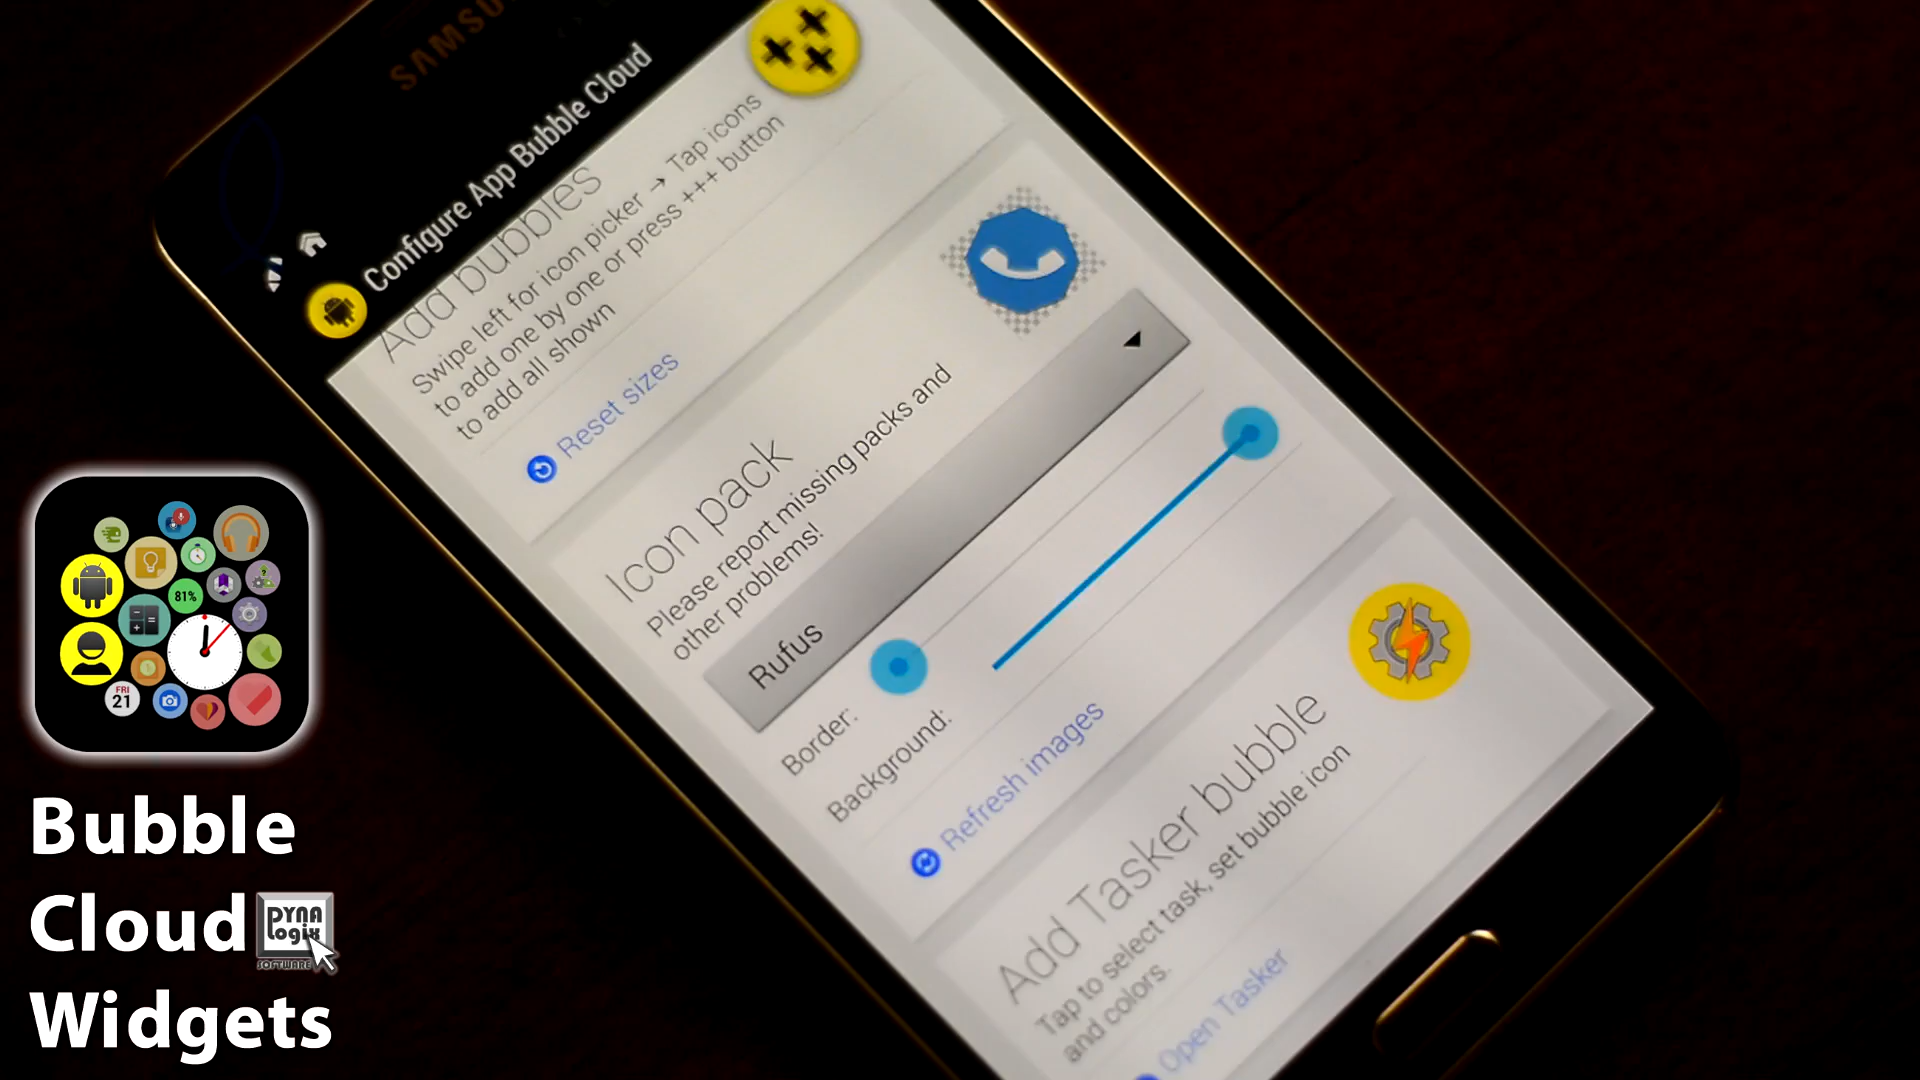 SAMSU
Configure App Bubble Cloud
Add bubbles
Swipe left for icon picker → Tap icons
to add one by one or press +++ button
to add all shown
Reset sizes
Icon pack
Please report missing packs and
other problems!
Rufus
Border:
Background:
Refresh images
Add Tasker bubble
Tap to select task, set bubble icon
and colors.
Open Tasker
81%
FRI
21
Bubble
Cloud
DYNA
Logix
SOFTWARE
Widgets